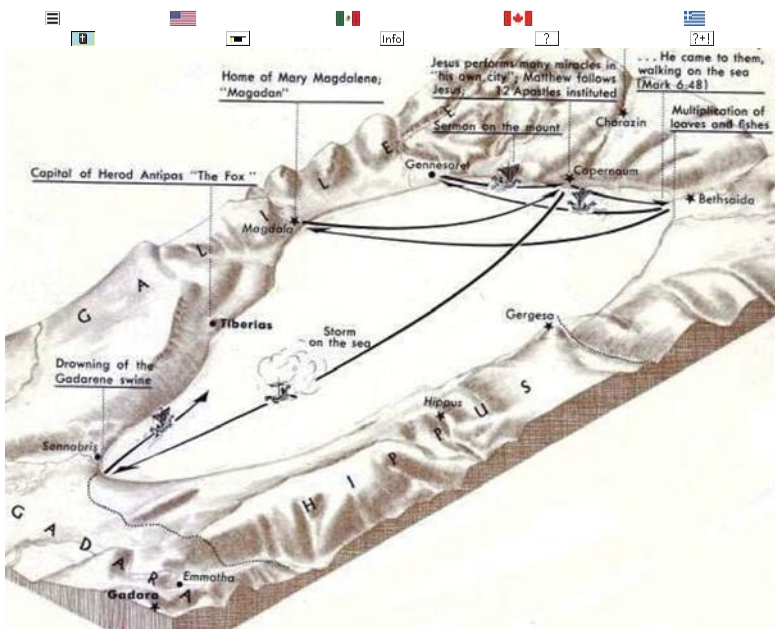 Info
?
?+!
Jesus performs many miracles in
"his own city"; Matthew follows
Jesus; 12 Apostles instituted
. . . He came to them,
walking on the sea
(Mark 6:48)
Home of Mary Magdalene;
"Magadan"
Multiplication of
loaves and fishes
Sermon on the mount
Chorazin
Capital of Herod Antipas "The Fox"
Gennesaret
Capernaum
Bethsaida
Magdala
GALILEE
Tiberias
Gergesa
Storm
on the sea
Drowning of the
Gadarene swine
Hippus
HIPPUS
Sennabris
GADARA
Emmatha
Gadara